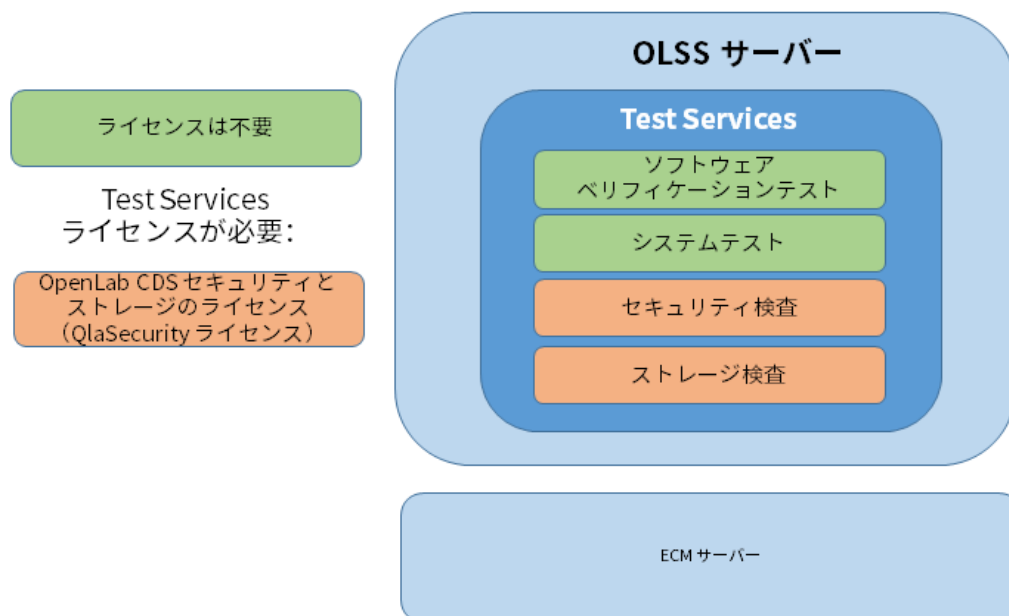 ライセンスは不要
Test Services
ライセンスが必要：
OpenLab CDS セキュリティと
ストレージのライセンス
（QlaSecurity ライセンス）
OLSS サーバー
Test Services
ソフトウェア
ベリフィケーションテスト
システムテスト
セキュリティ検査
ストレージ検査
ECM サーバー